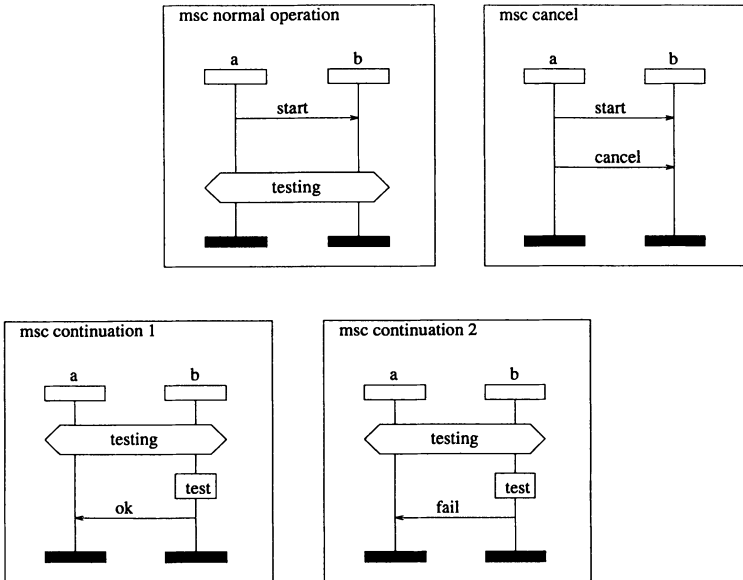 msc normal operation
a b
start
testing
msc cancel
a b
start
cancel
msc continuation 1
a b
testing
test
ok
msc continuation 2
a b
testing
test
fail